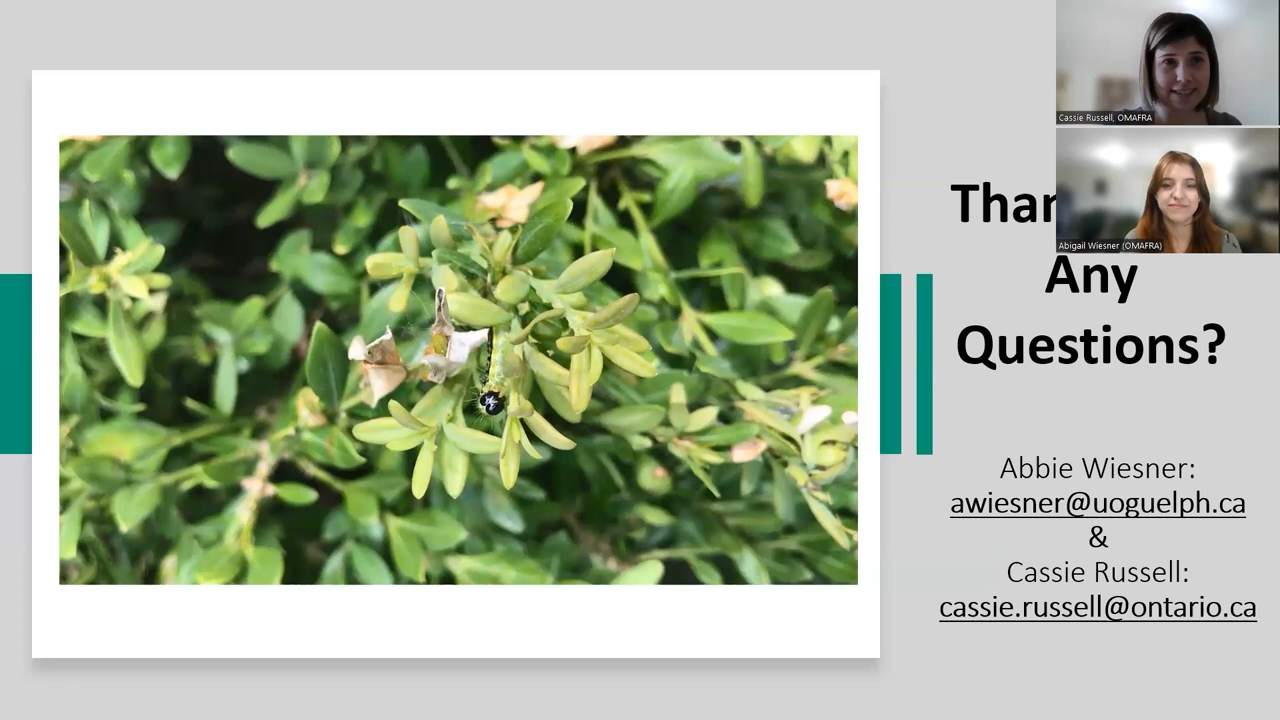 Cassie Russell, OMAFRA
Abigail Wiesner (OMAFRA)
Any
Questions?
Abbie Wiesner:
awiesner@uoguelph.ca
&
Cassie Russell:
cassie.russell@ontario.ca